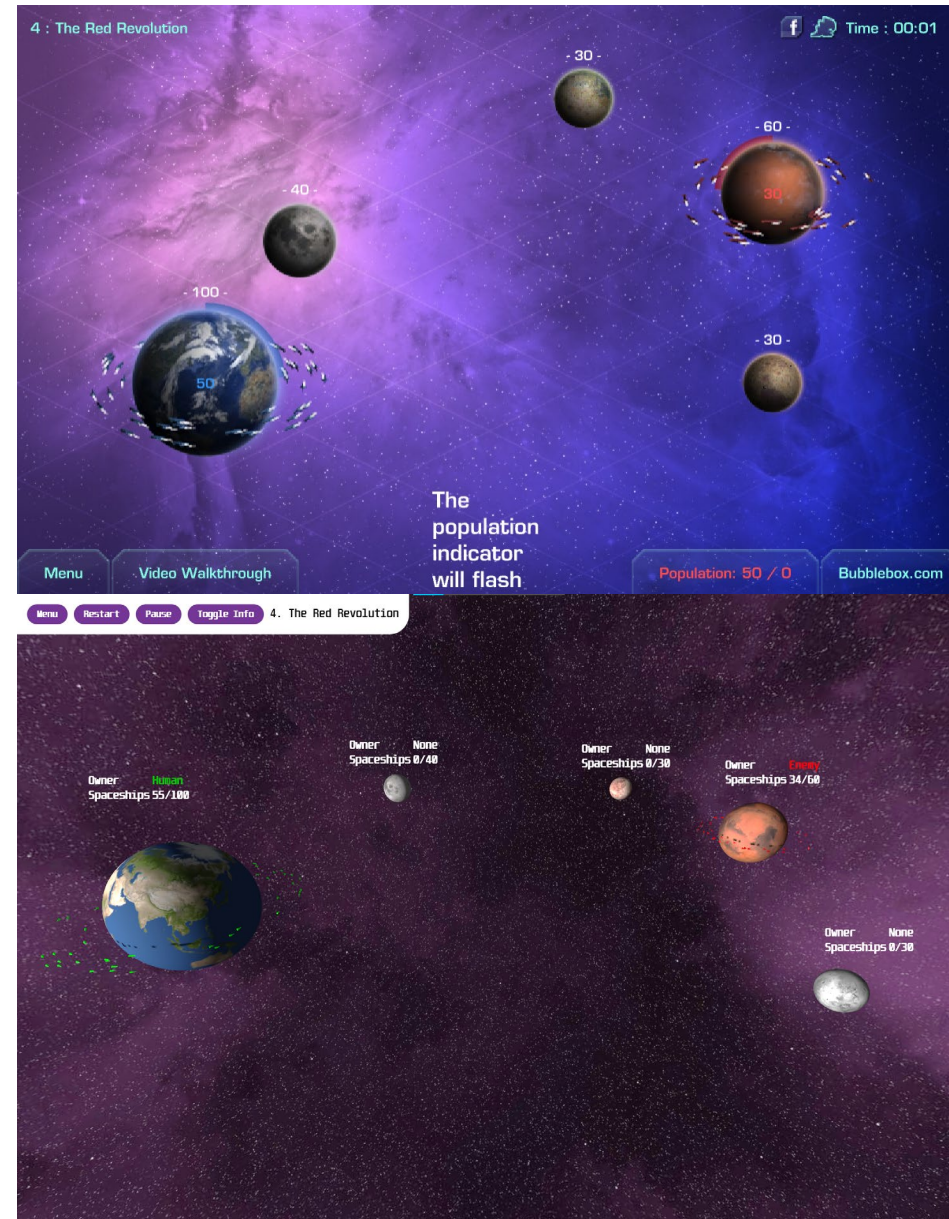 4 : The Red Revolution
f
Time : 00:01
- 30 -
- 60 -
30
- 40 -
- 100 -
50
- 30 -
The
population
indicator
will flash
Menu
Video Walkthrough
Population: 50 / 0
Bubblebox.com
Menu
Restart
Pause
Toggle Info
4. The Red Revolution
Owner None
Spaceships 0/40
Owner None
Spaceships 0/30
Owner Enemy
Spaceships 34/60
Owner Human
Spaceships 55/100
Owner None
Spaceships 0/30